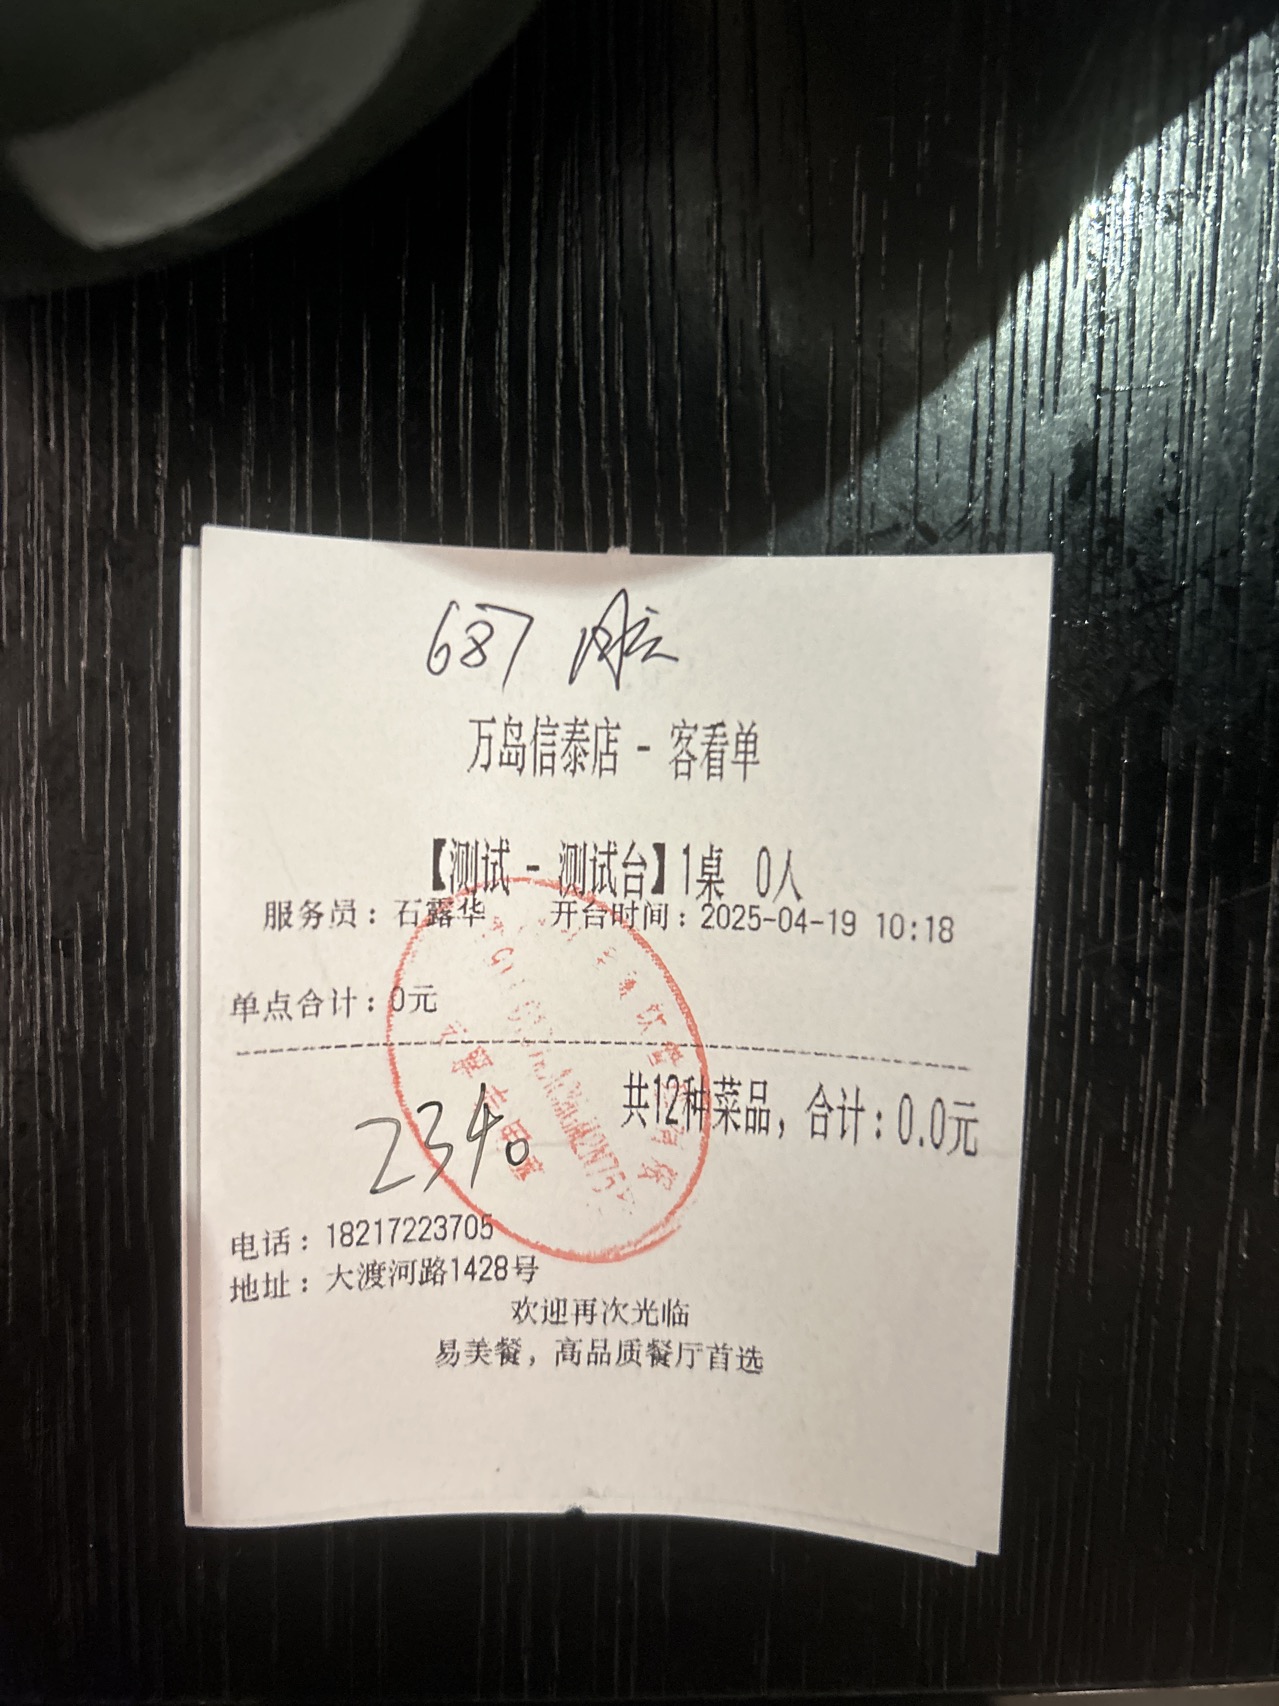 687
万岛信泰店 - 客看单
【测试 - 测试台】1桌 0人
服务员：石露华 开台时间：2025-04-19 10:18
单点合计：0元
共12种菜品，合计：0.0元
2340
电话：18217223705
地址：大渡河路1428号
欢迎再次光临
易美餐，高品质餐厅首选